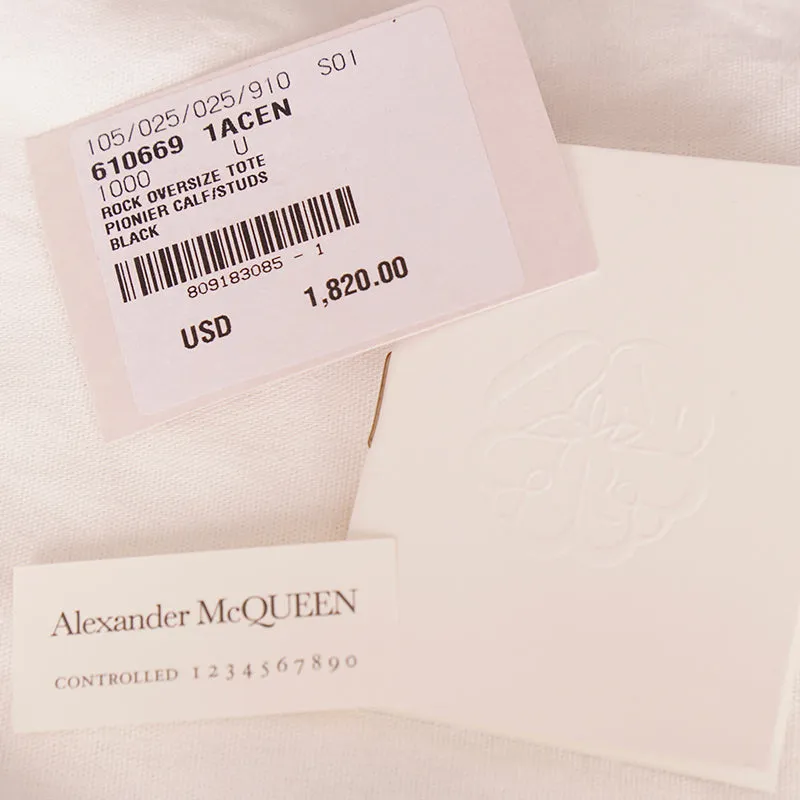 105/025/025/910 S01
610669 1ACEN
1000 U
ROCK OVERSIZE TOTE
PIONIER CALF/STUDS
BLACK
809183085 - 1
USD 1,820.00
Alexander McQUEEN
CONTROLLED 1234567890